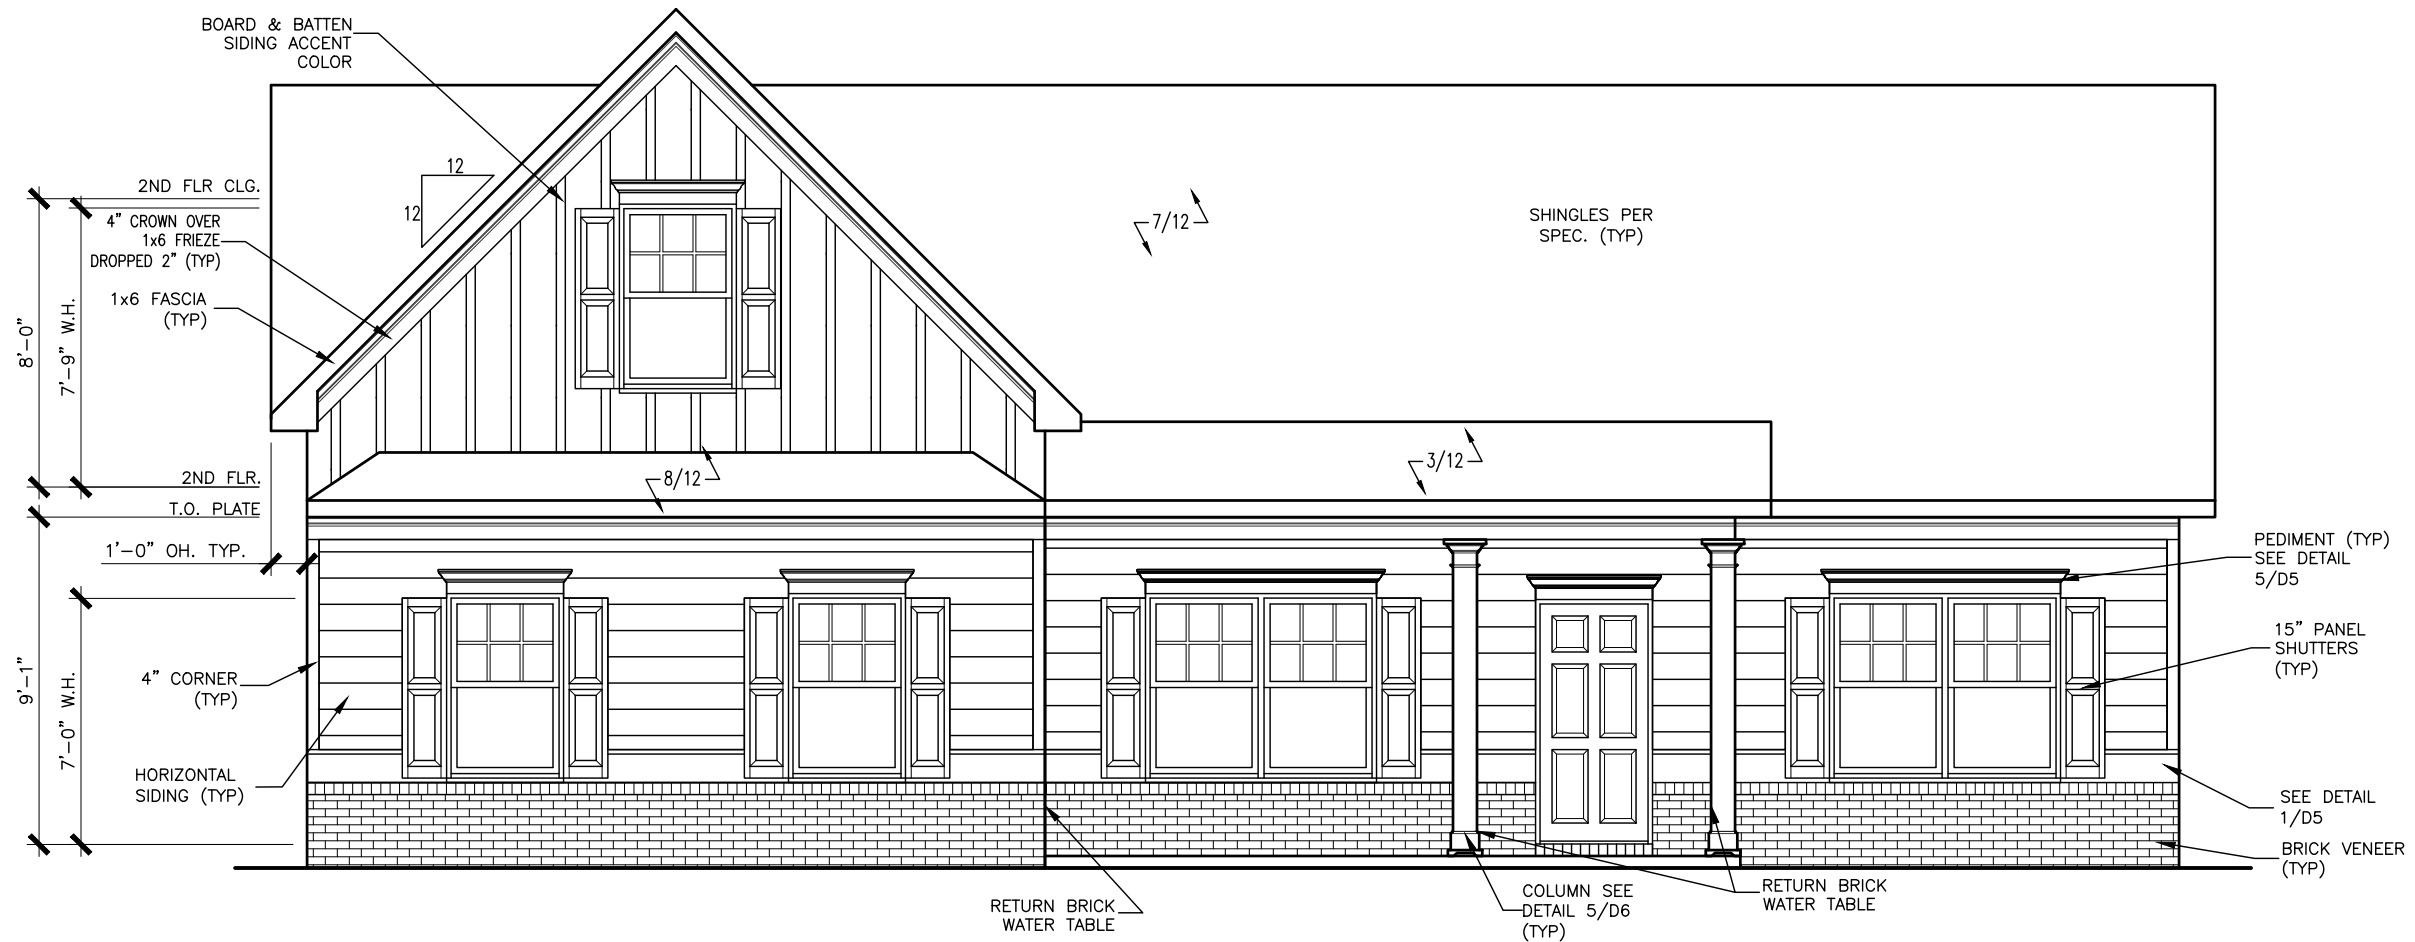 BOARD & BATTEN
SIDING ACCENT
COLOR
12
12
2ND FLR CLG.
4" CROWN OVER
1x6 FRIEZE
DROPPED 2" (TYP)
1x6 FASCIA
(TYP)
8'-0"
7'-9" W.H.
7/12
SHINGLES PER
SPEC. (TYP)
2ND FLR.
8/12
3/12
T.O. PLATE
1'-0" OH. TYP.
9'-1"
7'-0" W.H.
4" CORNER
(TYP)
HORIZONTAL
SIDING (TYP)
PEDIMENT (TYP)
SEE DETAIL
5/D5
15" PANEL
SHUTTERS
(TYP)
SEE DETAIL
1/D5
BRICK VENEER
(TYP)
RETURN BRICK
WATER TABLE
COLUMN SEE
DETAIL 5/D6
(TYP)
RETURN BRICK
WATER TABLE